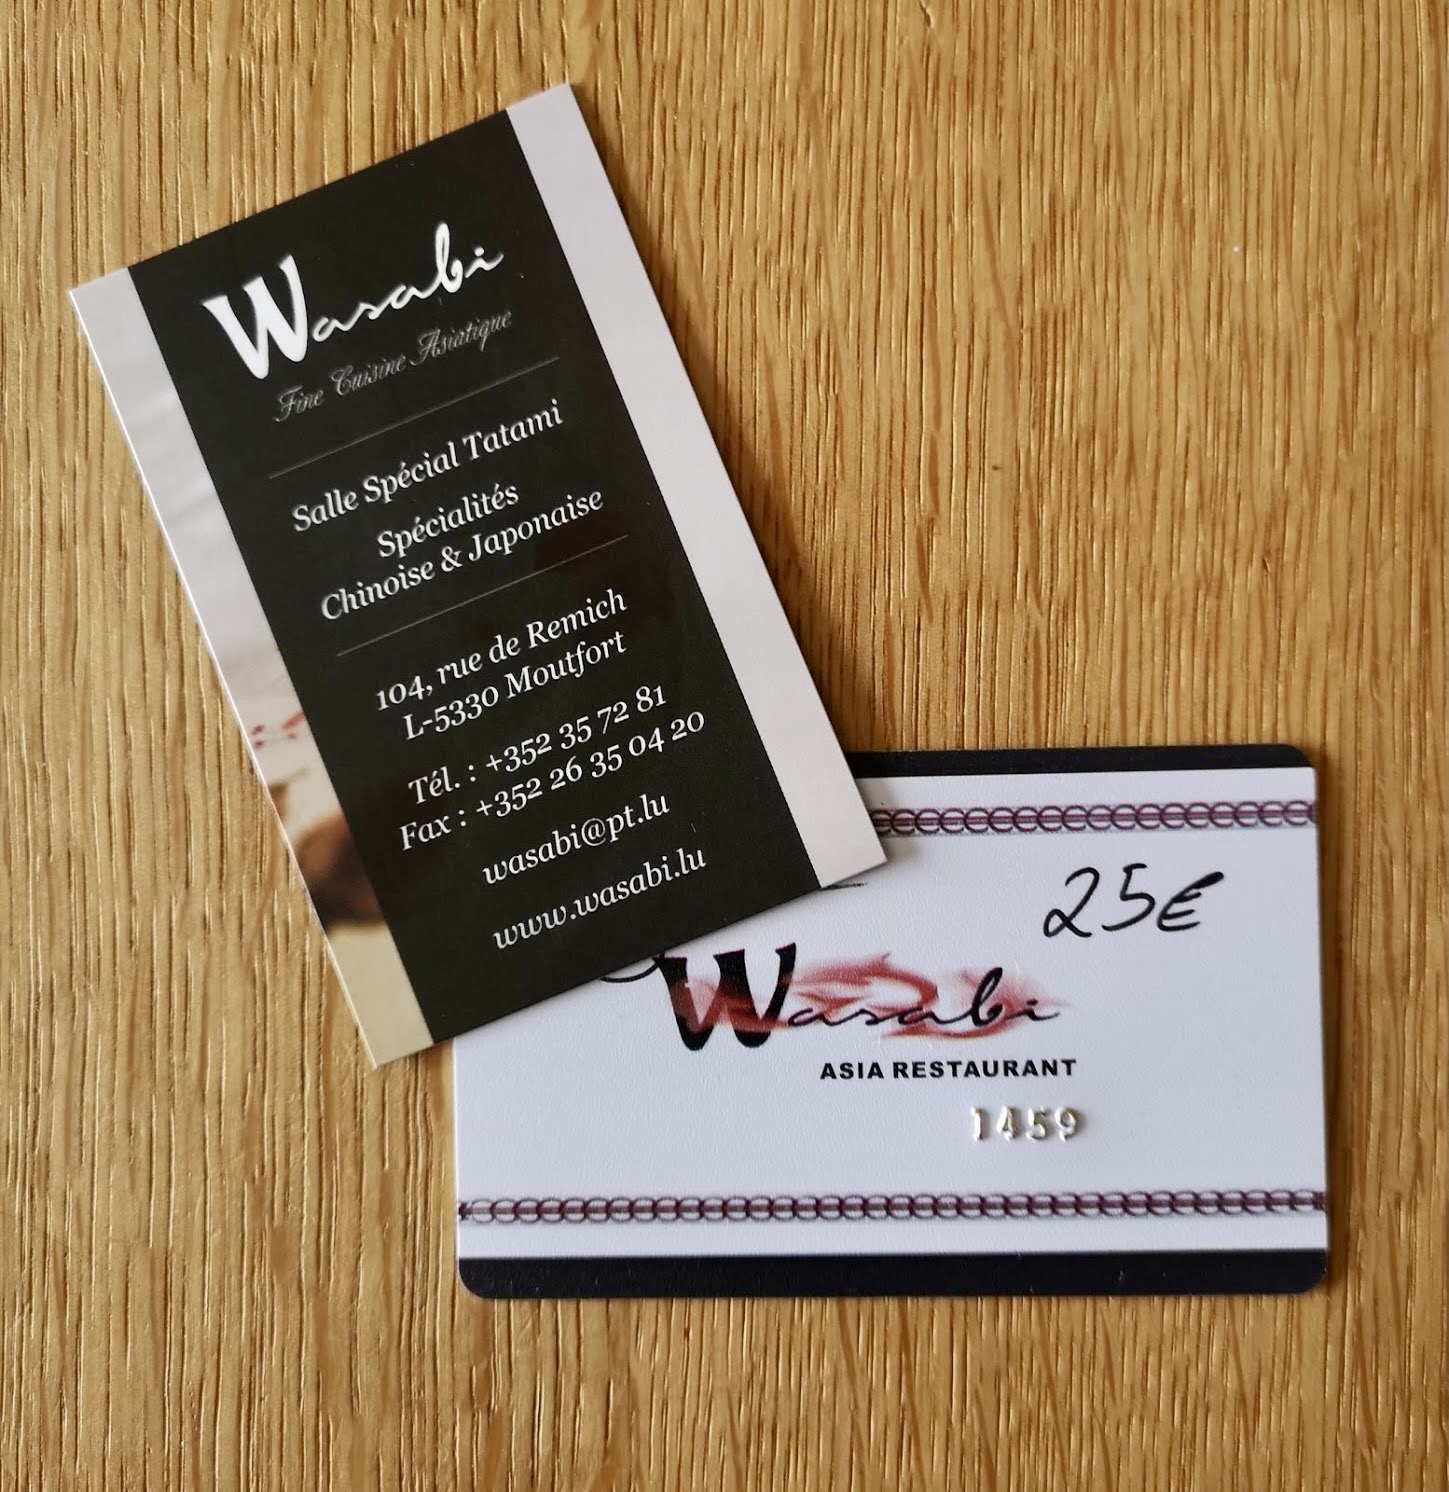 Wasabi
Fine Cuisine Asiatique
Salle Spécial Tatami
Spécialités
Chinoise & Japonaise
104, rue de Remich
L-5330 Moutfort
Tél. : +352 35 72 81
Fax : +352 26 35 04 20
wasabi@pt.lu
www.wasabi.lu
25€
Wasabi
ASIA RESTAURANT
1459